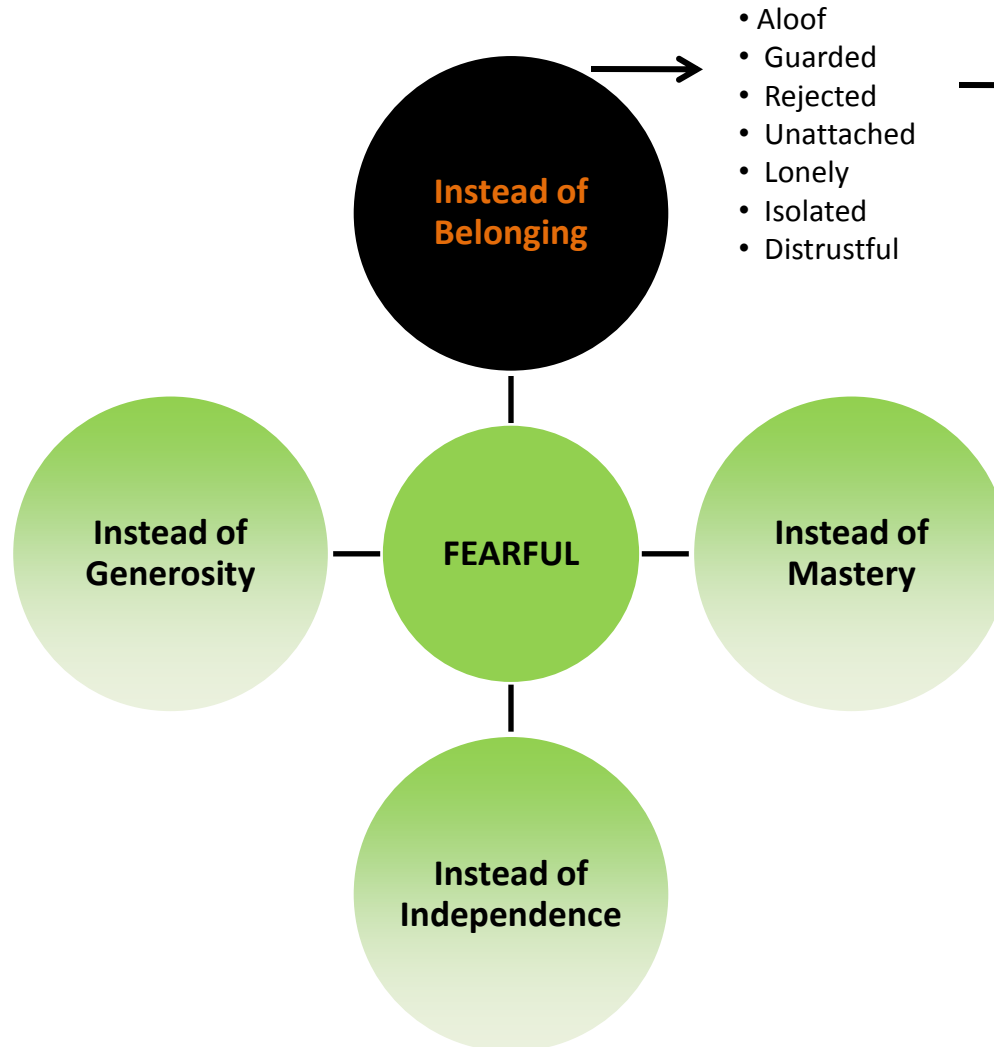 • Aloof
• Guarded
• Rejected
• Unattached
• Lonely
• Isolated
• Distrustful
Instead of
Belonging
Instead of
Generosity
FEARFUL
Instead of
Mastery
Instead of
Independence